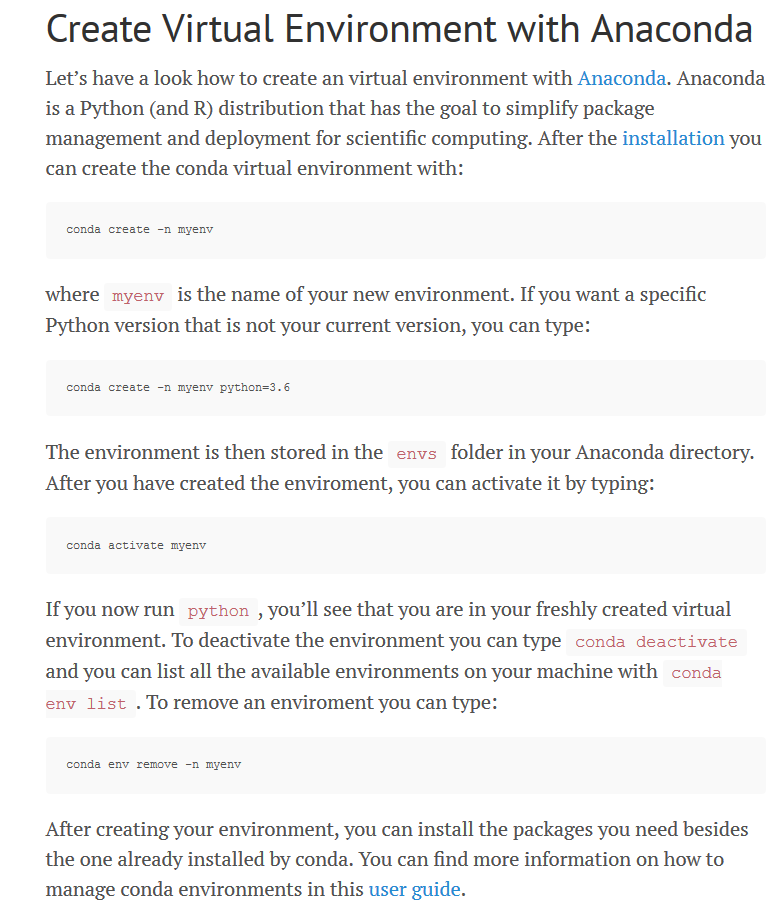 Create Virtual Environment with Anaconda
Let’s have a look how to create an virtual environment with Anaconda. Anaconda
is a Python (and R) distribution that has the goal to simplify package
management and deployment for scientific computing. After the installation you
can create the conda virtual environment with:
conda create -n myenv
where myenv is the name of your new environment. If you want a specific
Python version that is not your current version, you can type:
conda create -n myenv python=3.6
The environment is then stored in the envs folder in your Anaconda directory.
After you have created the enviroment, you can activate it by typing:
conda activate myenv
If you now run python , you’ll see that you are in your freshly created virtual
environment. To deactivate the environment you can type conda deactivate
and you can list all the available environments on your machine with conda
env list . To remove an enviroment you can type:
conda env remove -n myenv
After creating your environment, you can install the packages you need besides
the one already installed by conda. You can find more information on how to
manage conda environments in this user guide.